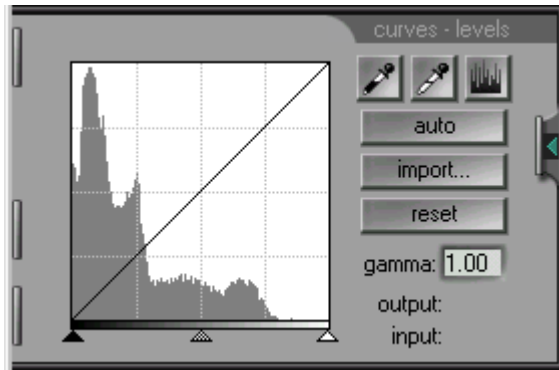 curves - levels
auto
import...
reset
gamma: 1.00
output:
input: